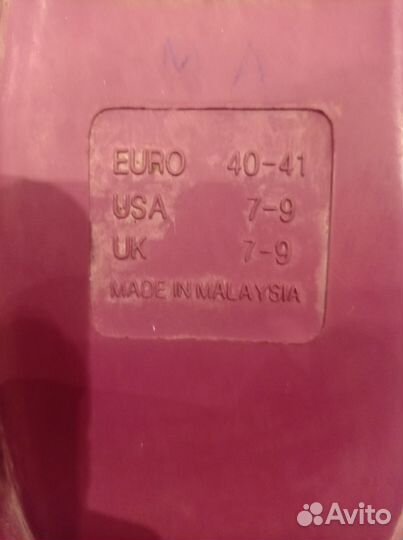 EURO 40-41
USA 7-9
UK 7-9
MADE IN MALAYSIA
Avito